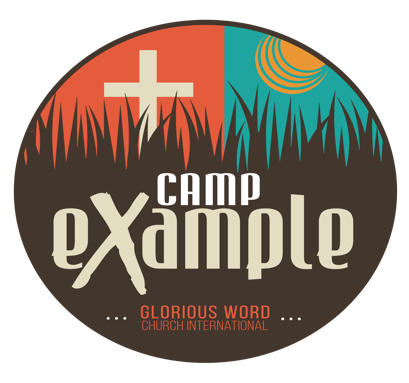 CAMP
eXample
... GLORIOUS WORD ...
CHURCH INTERNATIONAL